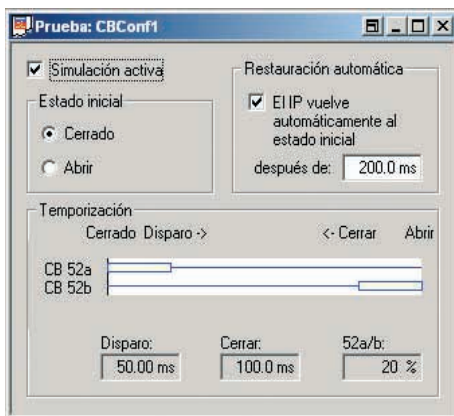 Prueba: CBConf1
Simulación activa
Estado inicial
Cerrado
Abrir
Restauración automática
El IP vuelve
automáticamente al
estado inicial
después de: 200.0 ms
Temporización
Cerrado Disparo -> <- Cerrar Abrir
CB 52a
CB 52b
Disparo: Cerrar: 52a/b:
50.00 ms 100.0 ms 20 %